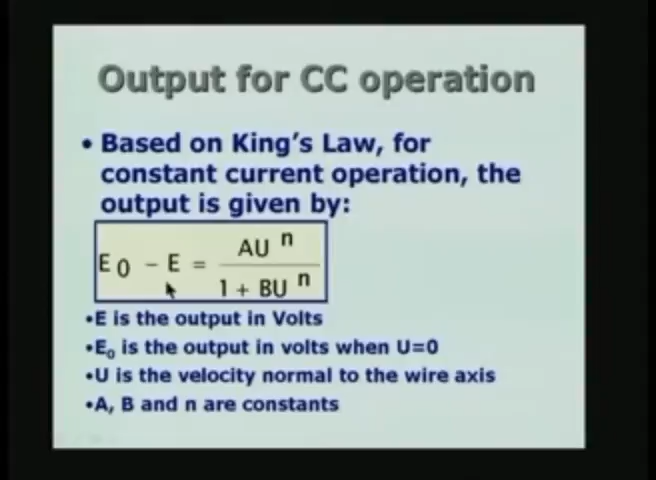 Output for CC operation
• Based on King's Law, for
constant current operation, the
output is given by:
E₀ - E = AU^n / 1 + BU^n
•E is the output in Volts
•E₀ is the output in volts when U=0
•U is the velocity normal to the wire axis
•A, B and n are constants